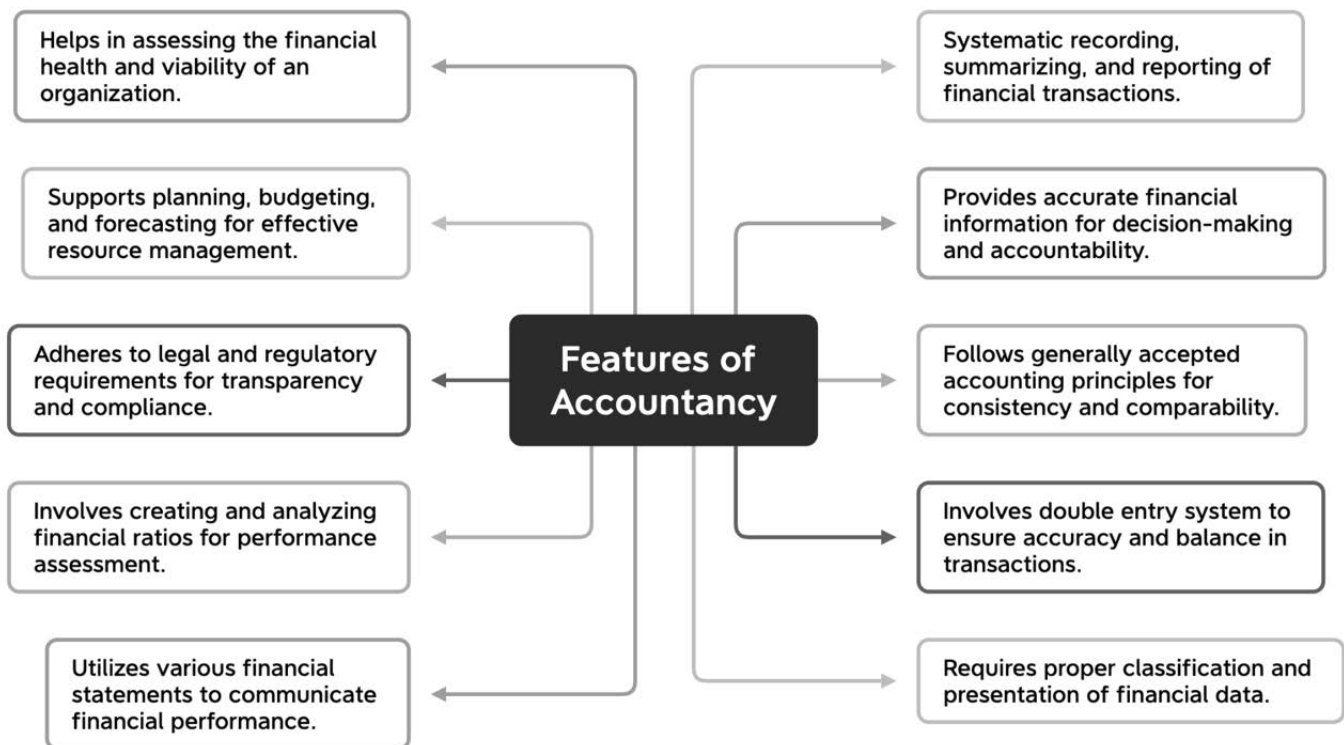 Helps in assessing the financial
health and viability of an
organization.
Supports planning, budgeting,
and forecasting for effective
resource management.
Adheres to legal and regulatory
requirements for transparency
and compliance.
Involves creating and analyzing
financial ratios for performance
assessment.
Utilizes various financial
statements to communicate
financial performance.
Features of
Accountancy
Systematic recording,
summarizing, and reporting of
financial transactions.
Provides accurate financial
information for decision-making
and accountability.
Follows generally accepted
accounting principles for
consistency and comparability.
Involves double entry system to
ensure accuracy and balance in
transactions.
Requires proper classification and
presentation of financial data.